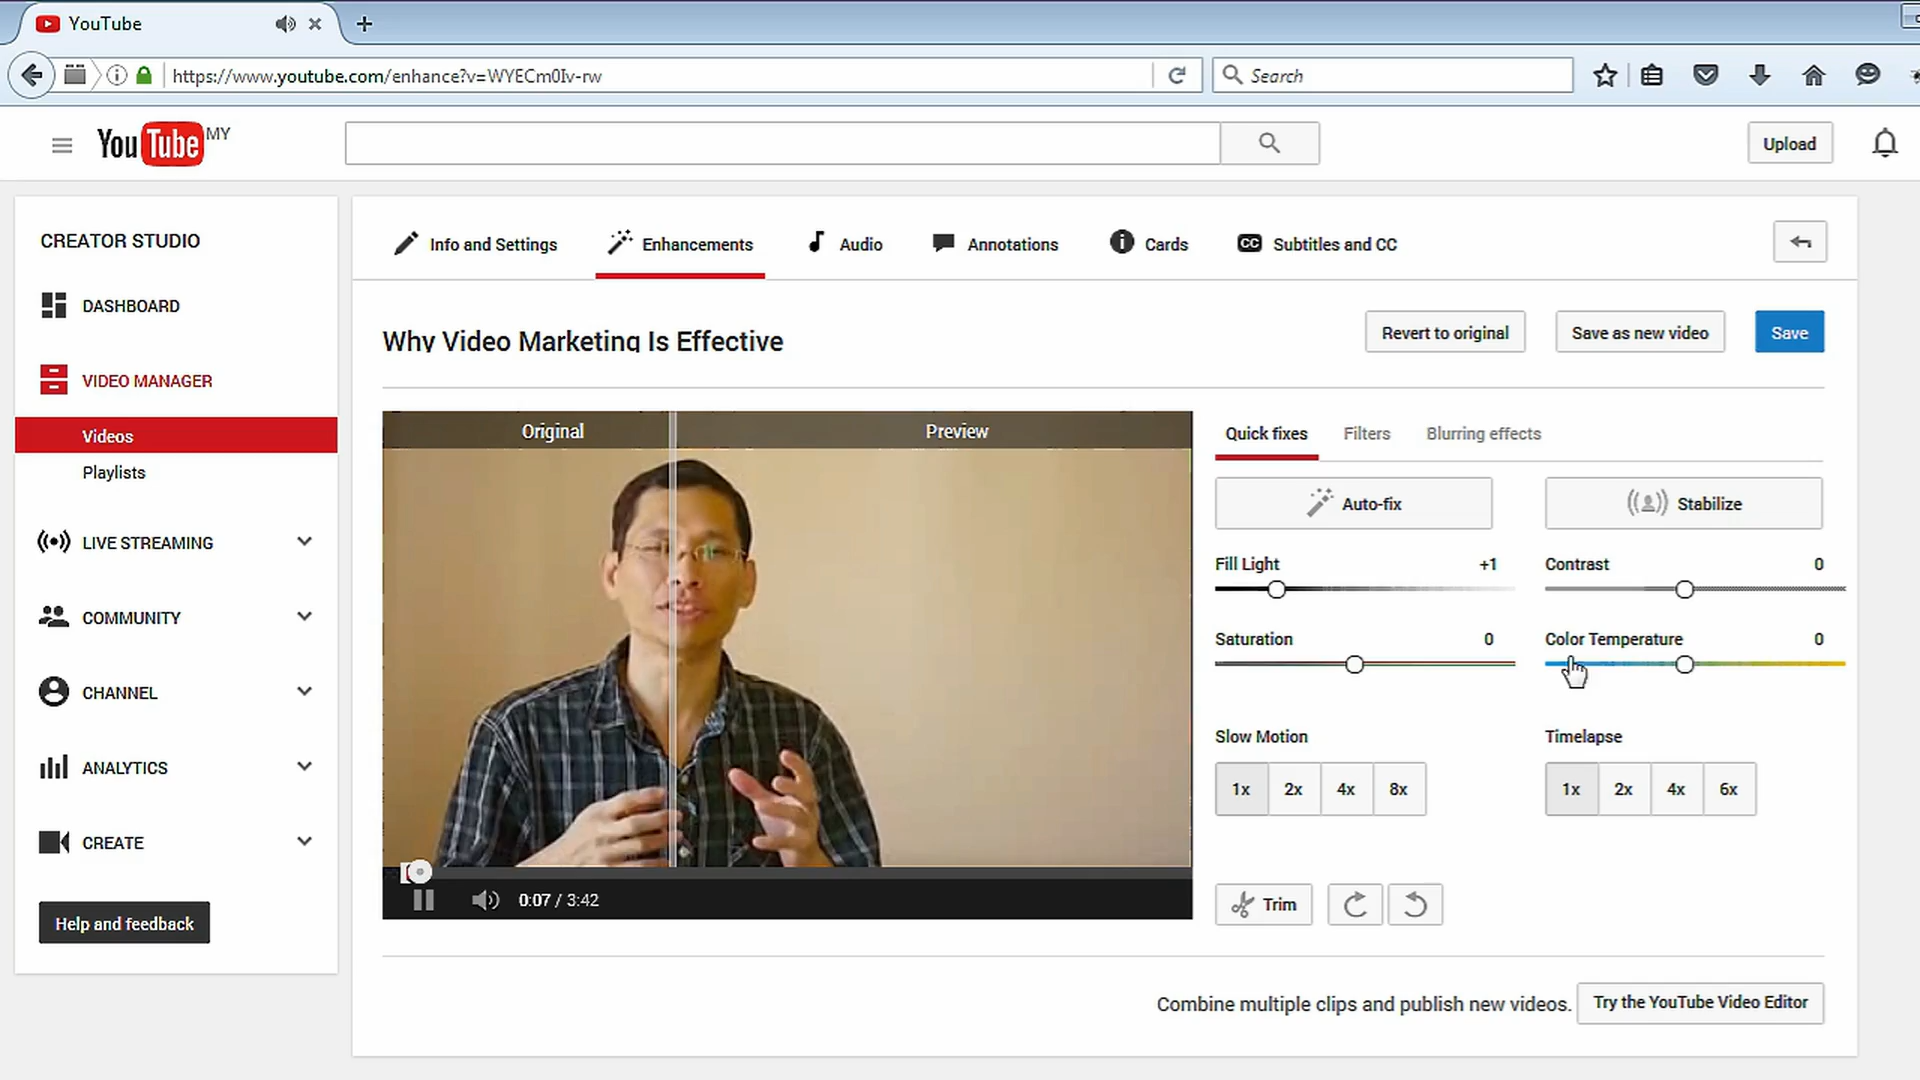 YouTube
https://www.youtube.com/enhance?v=WYECm0Iv-rw
Search
YouTube MY
Upload
CREATOR STUDIO
DASHBOARD
VIDEO MANAGER
Videos
Playlists
LIVE STREAMING
COMMUNITY
CHANNEL
ANALYTICS
CREATE
Help and feedback
Info and Settings
Enhancements
Audio
Annotations
Cards
CC Subtitles and CC
Why Video Marketing Is Effective
Revert to original
Save as new video
Save
Original
Preview
0:07 / 3:42
Quick fixes
Filters
Blurring effects
Auto-fix
Stabilize
Fill Light +1
Contrast 0
Saturation 0
Color Temperature 0
Slow Motion
1x 2x 4x 8x
Timelapse
1x 2x 4x 6x
Trim
Combine multiple clips and publish new videos.
Try the YouTube Video Editor